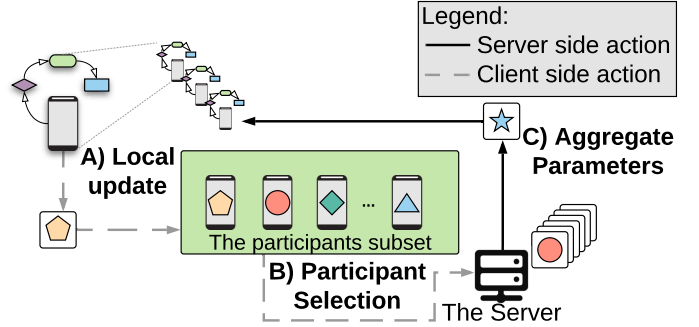 Legend:
Server side action
Client side action
C) Aggregate
Parameters
A) Local
update
...
The participants subset
B) Participant
Selection
The Server